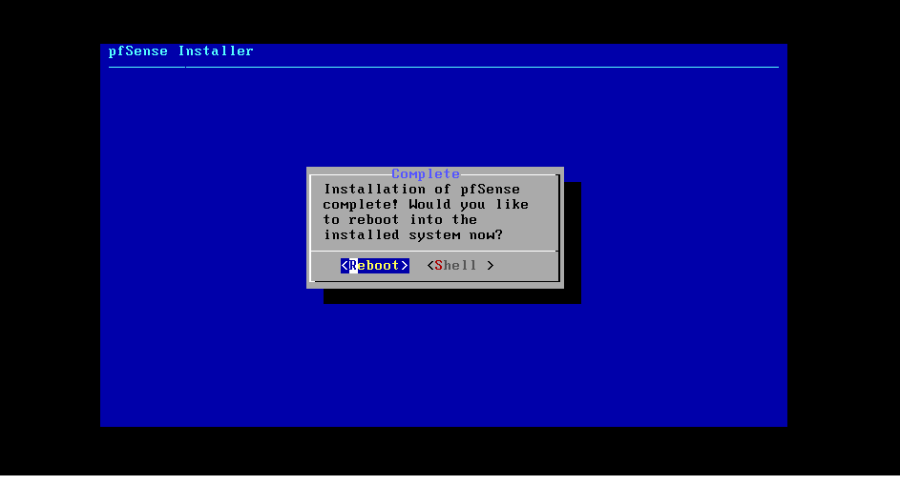 pfSense Installer
Complete
Installation of pfSense
complete! Would you like
to reboot into the
installed system now?
<Reboot> <Shell >